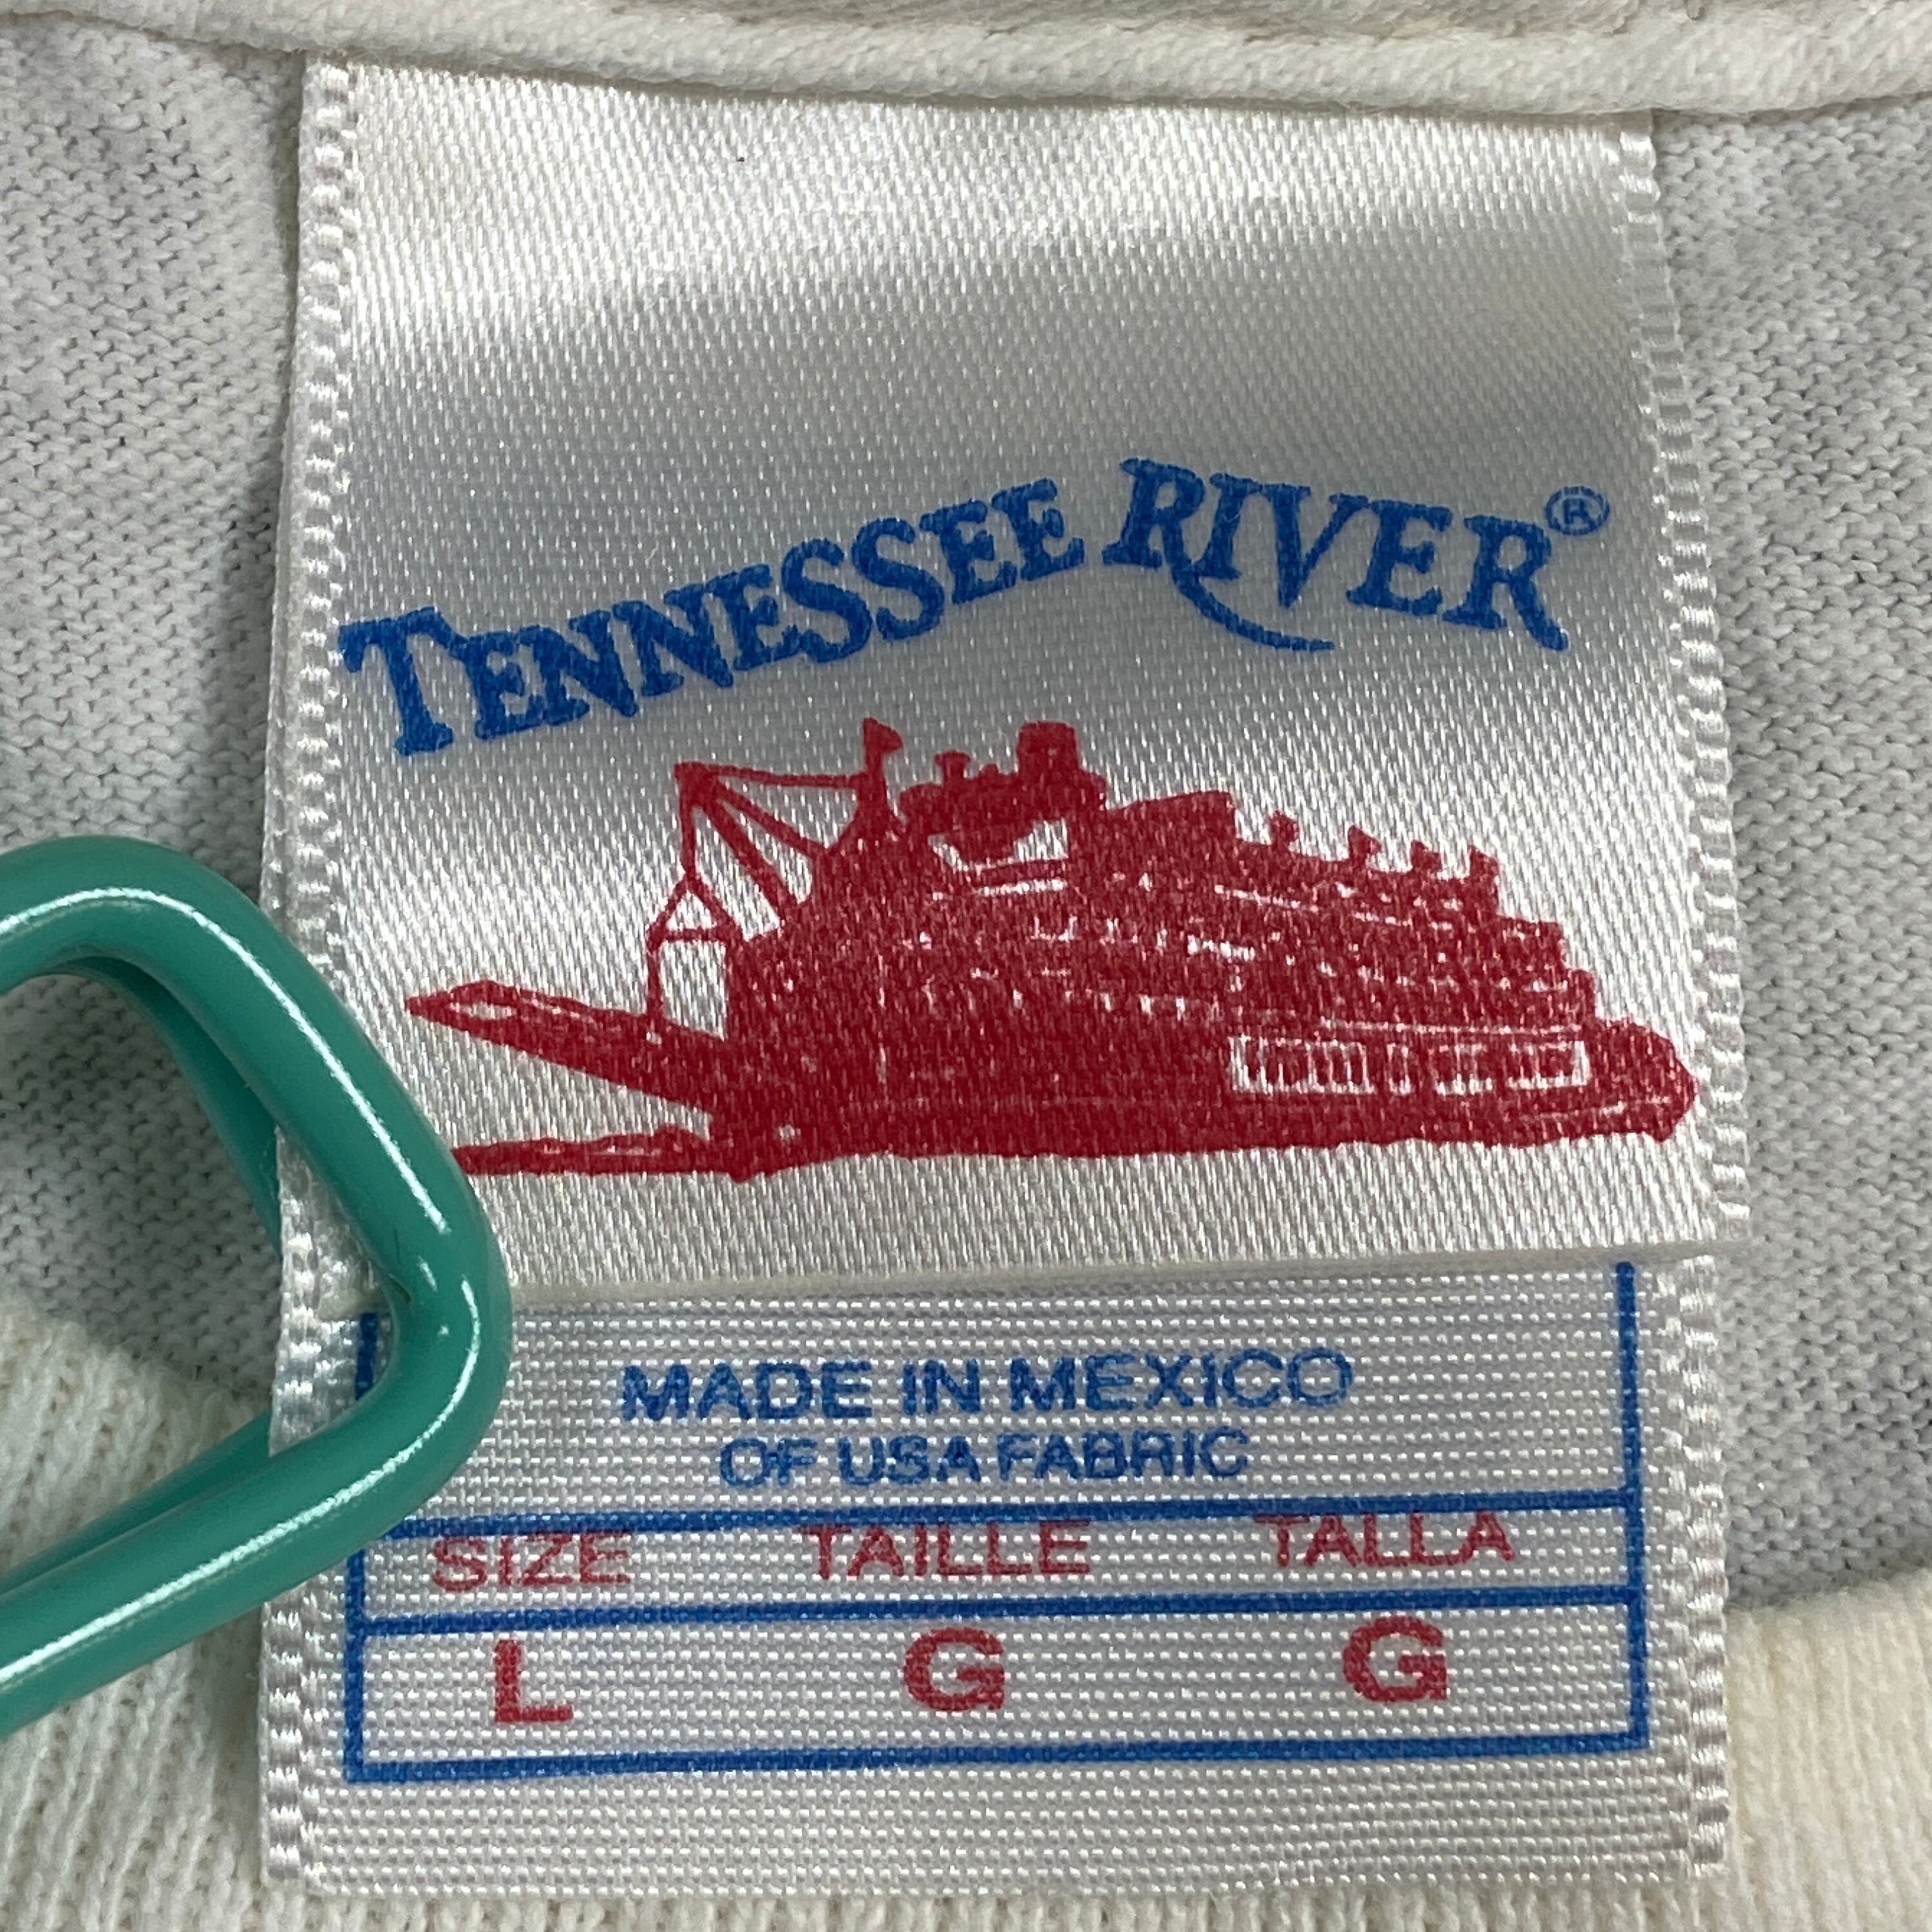 TENNESSEE RIVER®
MADE IN MEXICO
OF USA FABRIC
SIZE TAILLE TALLA
L G G